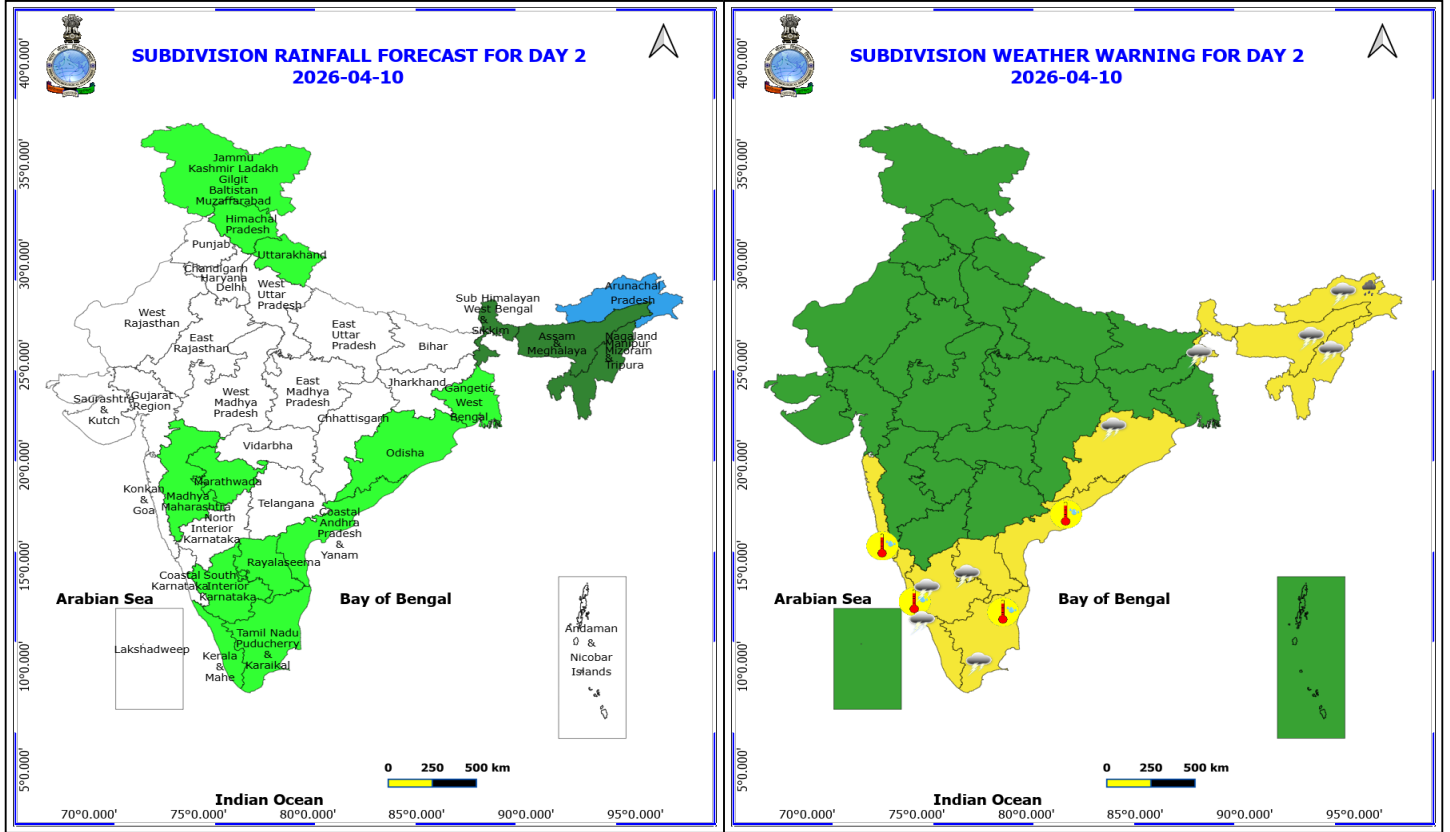 SUBDIVISION RAINFALL FORECAST FOR DAY 2
2026-04-10
40°0.000'
35°0.000'
30°0.000'
25°0.000'
20°0.000'
15°0.000'
10°0.000'
5°0.000'
Jammu
Kashmir Ladakh
Gilgit
Baltistan
Muzaffarabad
Himachal
Pradesh
Punjab
Uttarakhand
Chandigarh
Haryana
Delhi
West
Uttar
Pradesh
Arunachal
Pradesh
Sub Himalayan
West Bengal
&
Sikkim
West
Rajasthan
East
Rajasthan
East
Uttar
Pradesh
Bihar
Assam
&
Meghalaya
Nagaland
Manipur
Mizoram
&
Tripura
Saurashtra
&
Kutch
Gujarat
Region
West
Madhya
Pradesh
East
Madhya
Pradesh
Jharkhand
Gangetic
West
Bengal
Chhattisgarh
Vidarbha
Odisha
Konkan
&
Goa
Marathwada
Madhya
Maharashtra
North
Interior
Karnataka
Telangana
Coastal
Andhra
Pradesh
&
Yanam
Rayalaseema
Coastal
Karnataka
South
Interior
Karnataka
Arabian Sea
Bay of Bengal
Lakshadweep
Kerala
&
Mahe
Tamil Nadu
Puducherry
&
Karaikal
Andaman
&
Nicobar
Islands
0 250 500 km
Indian Ocean
70°0.000' 75°0.000' 80°0.000' 85°0.000' 90°0.000' 95°0.000'
SUBDIVISION WEATHER WARNING FOR DAY 2
2026-04-10
40°0.000'
35°0.000'
30°0.000'
25°0.000'
20°0.000'
15°0.000'
10°0.000'
5°0.000'
Arabian Sea
Bay of Bengal
0 250 500 km
Indian Ocean
70°0.000' 75°0.000' 80°0.000' 85°0.000' 90°0.000' 95°0.000'